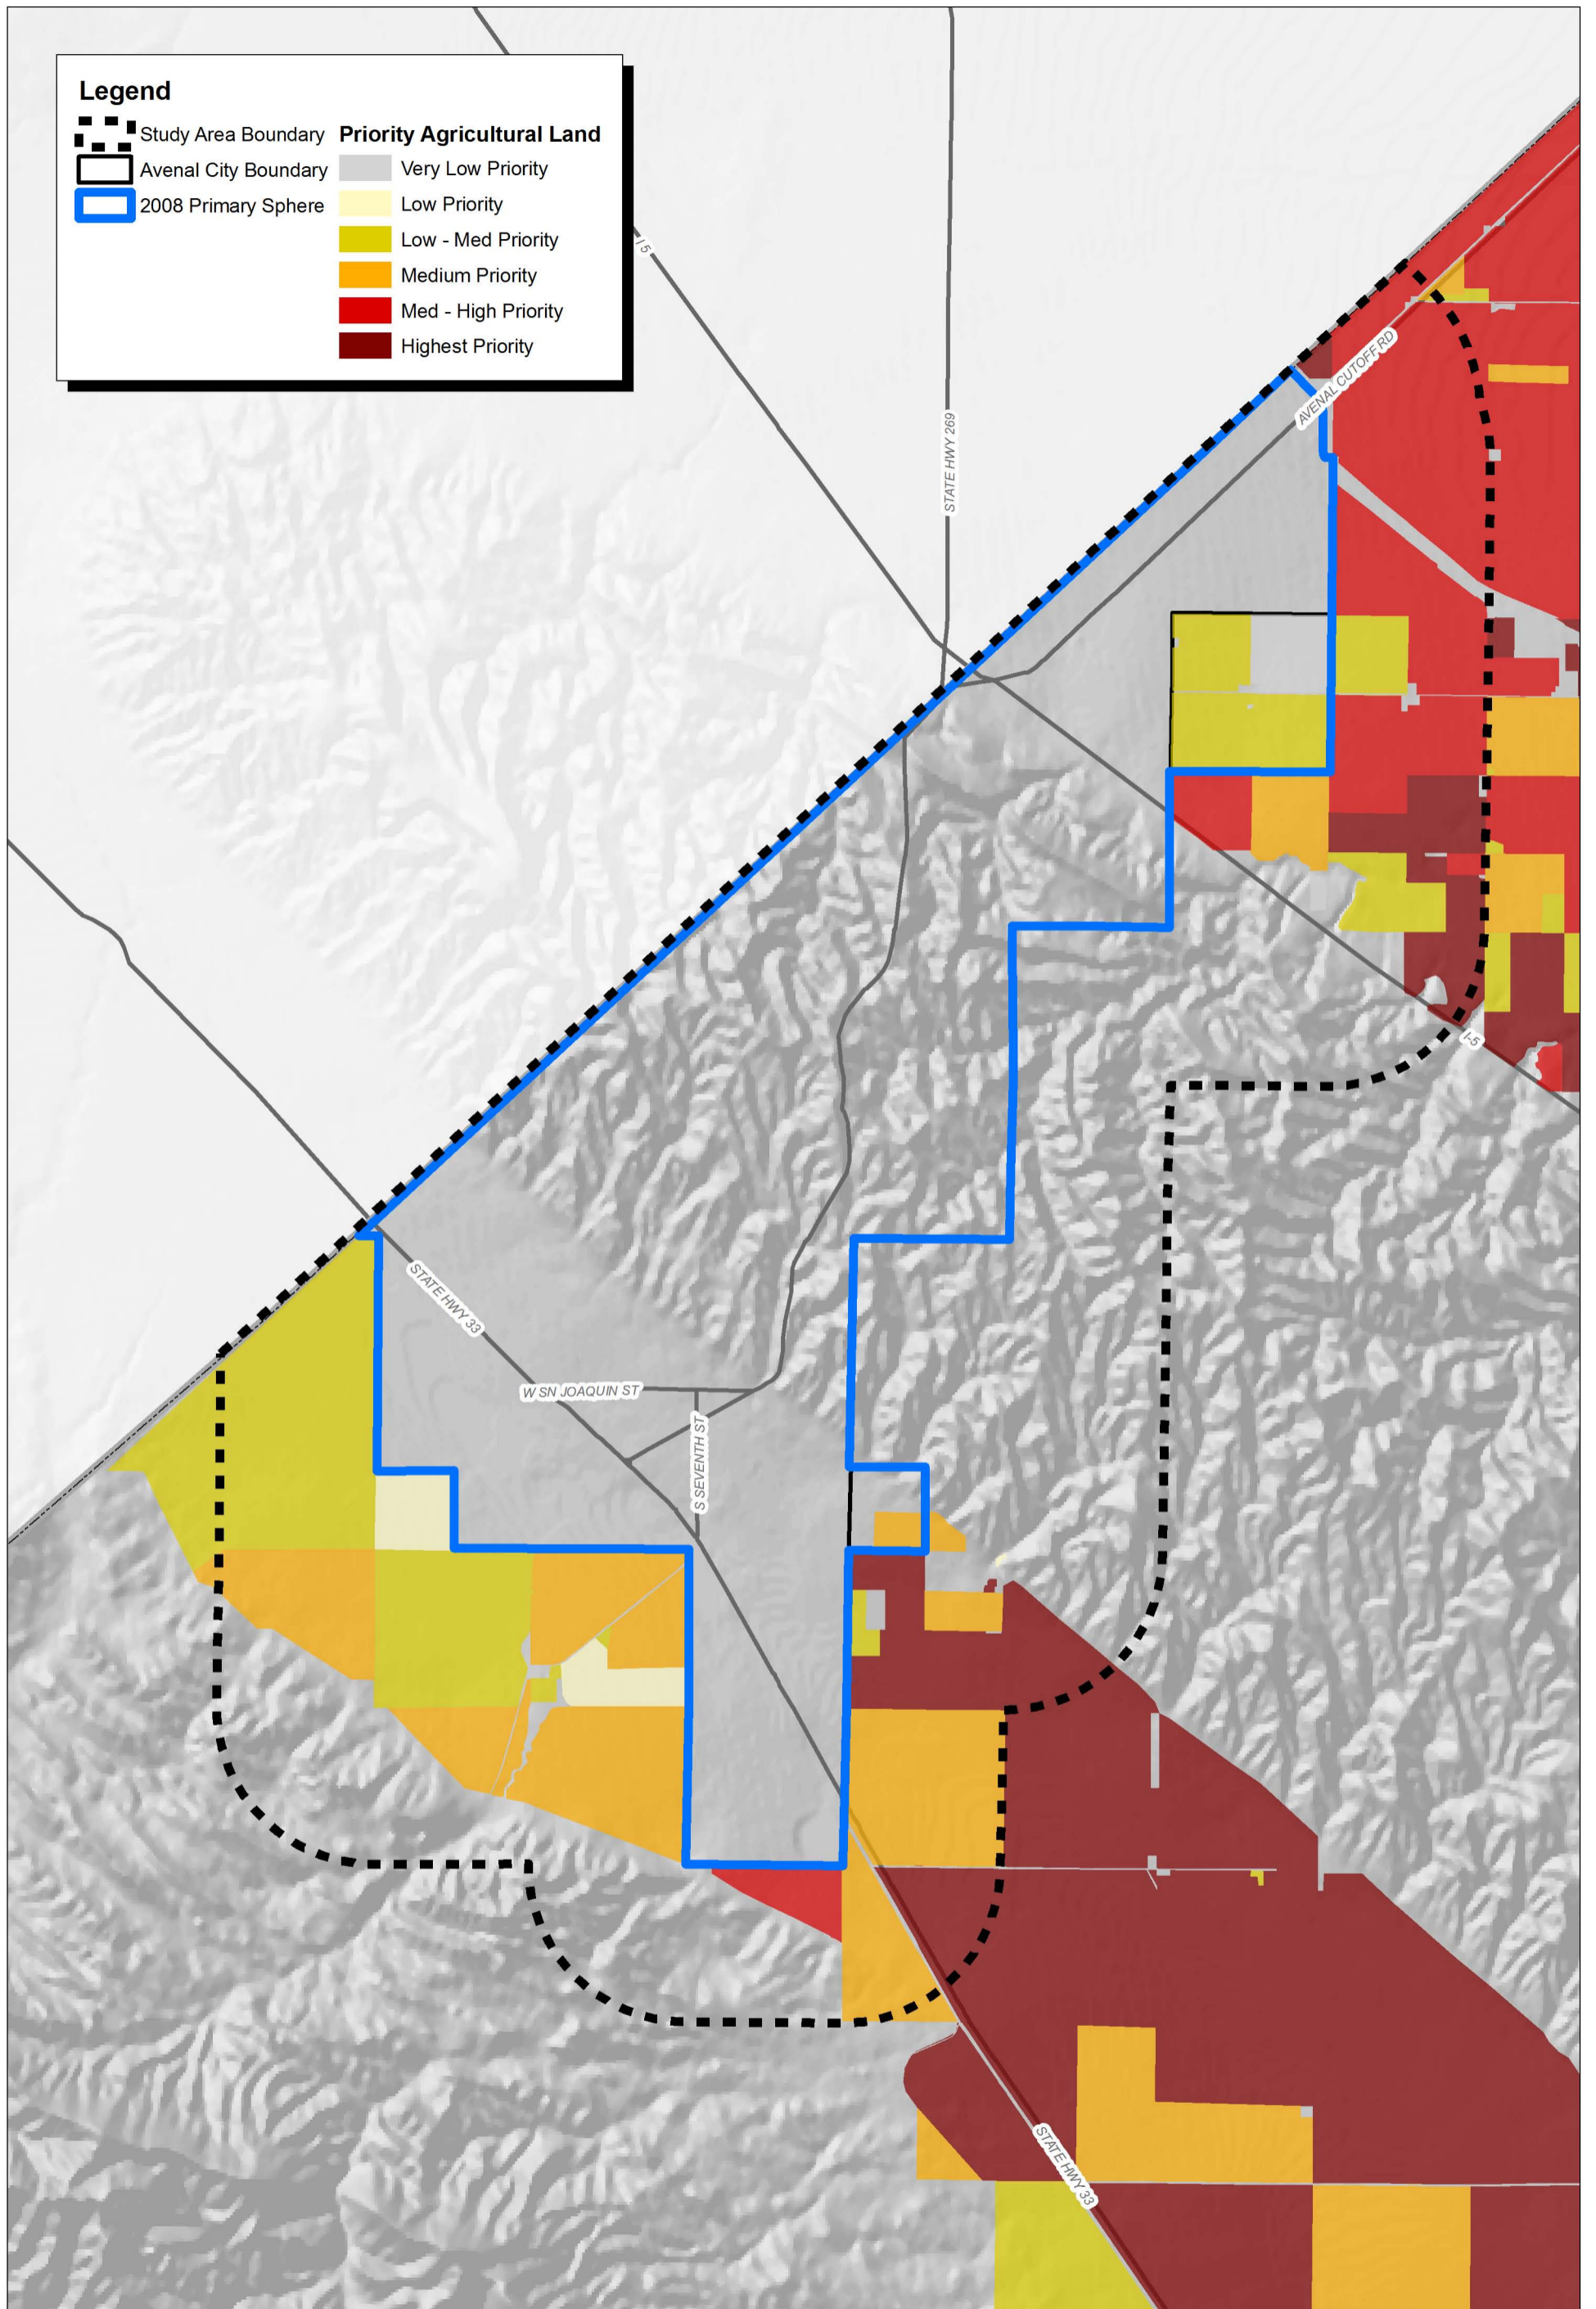 Legend
Study Area Boundary
Avenal City Boundary
2008 Primary Sphere
Priority Agricultural Land
Very Low Priority
Low Priority
Low - Med Priority
Medium Priority
Med - High Priority
Highest Priority
I 5
STATE HWY 269
AVENAL CUTOFF RD
I-5
STATE HWY 33
W SN JOAQUIN ST
S SEVENTH ST
STATE HWY 33